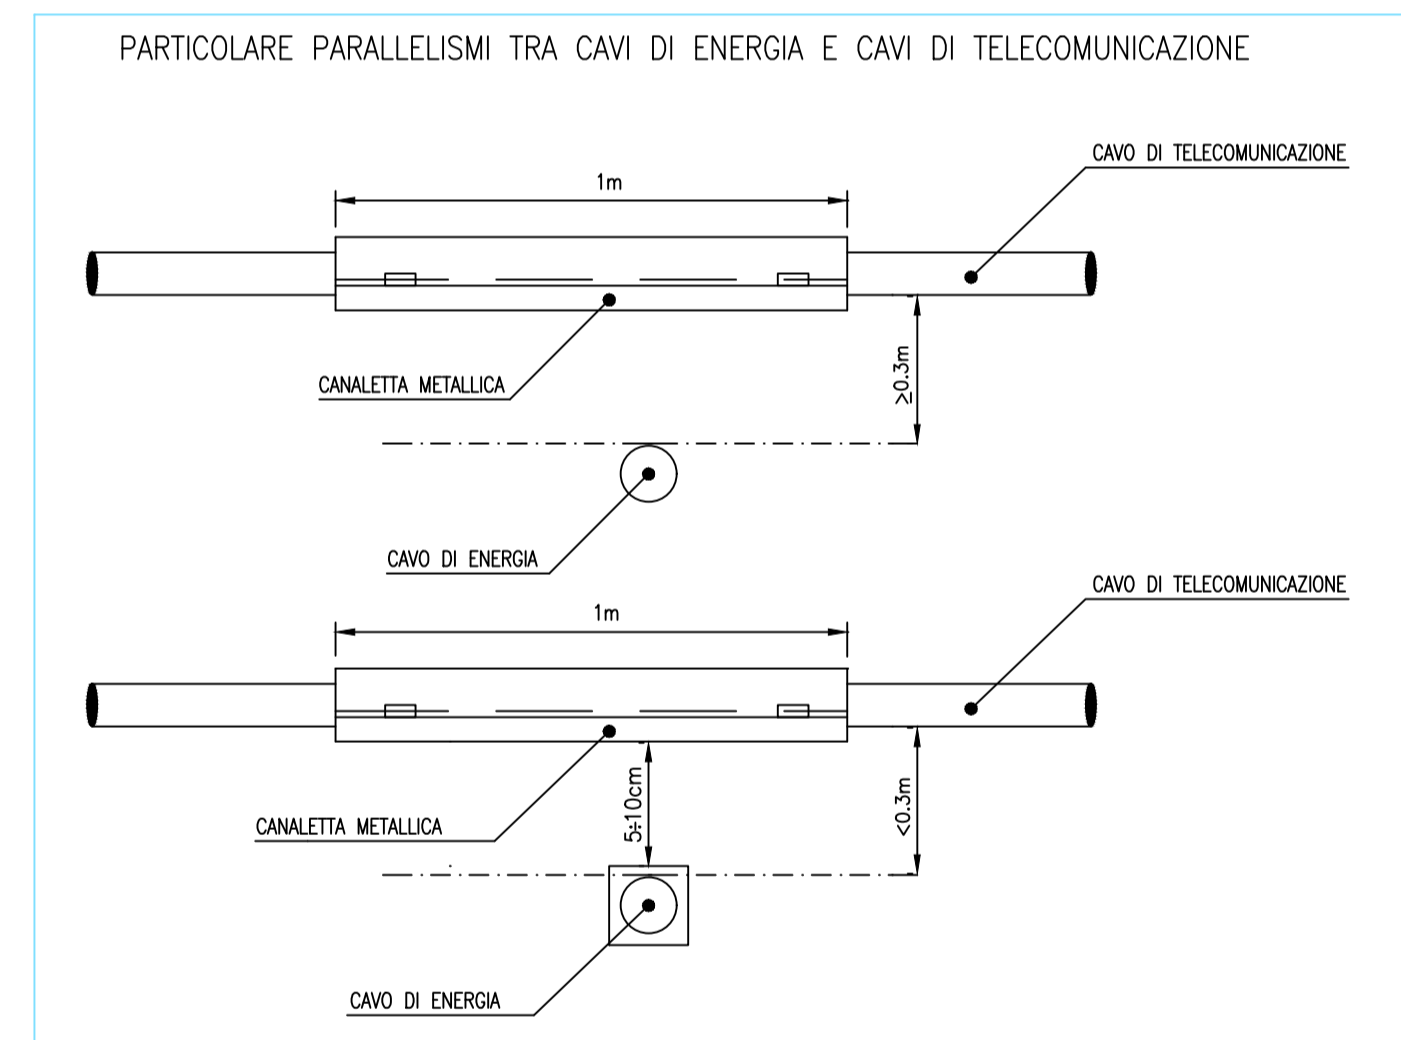 PARTICOLARE PARALLELISMI TRA CAVI DI ENERGIA E CAVI DI TELECOMUNICAZIONE
CAVO DI TELECOMUNICAZIONE
1m
≥0.3m
CANALETTA METALLICA
CAVO DI ENERGIA
CAVO DI TELECOMUNICAZIONE
1m
5÷10cm
<0.3m
CANALETTA METALLICA
CAVO DI ENERGIA